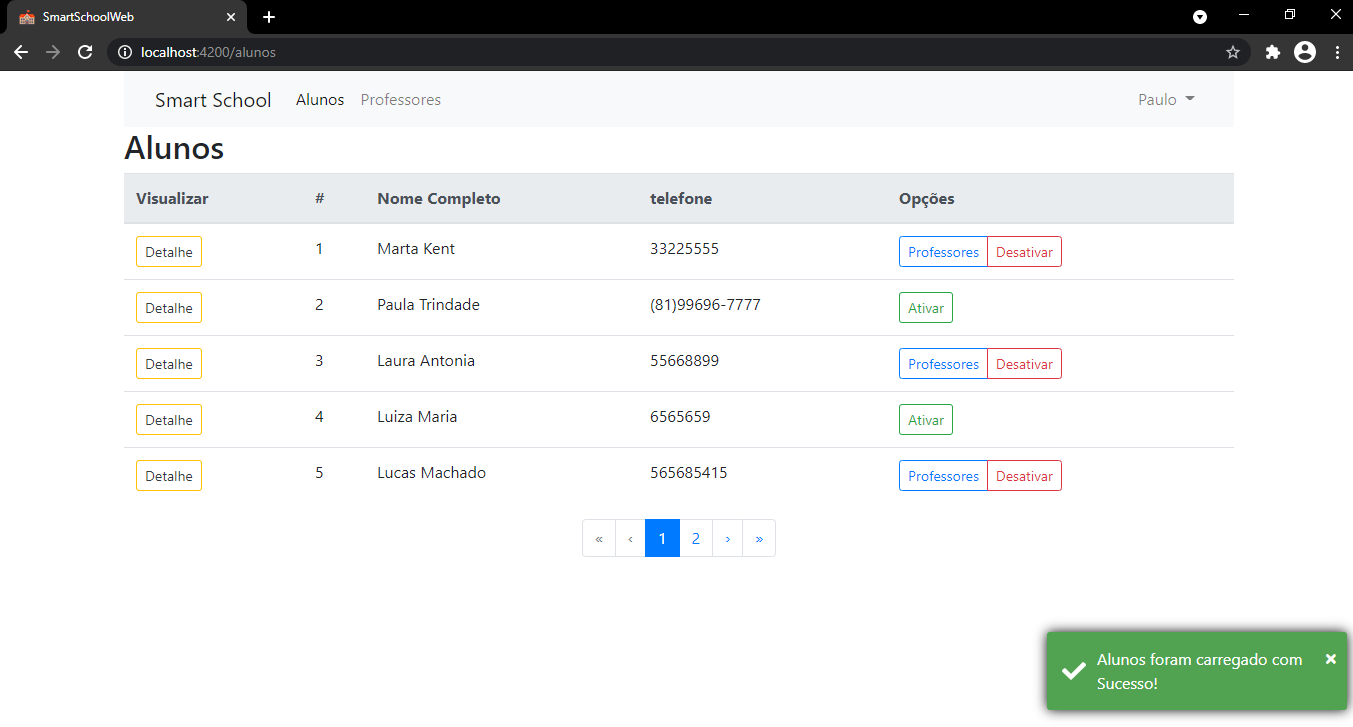 SmartSchoolWeb
localhost:4200/alunos
Smart School Alunos Professores Paulo
Alunos
Visualizar # Nome Completo telefone Opções
Detalhe 1 Marta Kent 33225555 Professores Desativar
Detalhe 2 Paula Trindade (81)99696-7777 Ativar
Detalhe 3 Laura Antonia 55668899 Professores Desativar
Detalhe 4 Luiza Maria 6565659 Ativar
Detalhe 5 Lucas Machado 565685415 Professores Desativar
« ‹ 1 2 › »
Alunos foram carregado com
Sucesso!